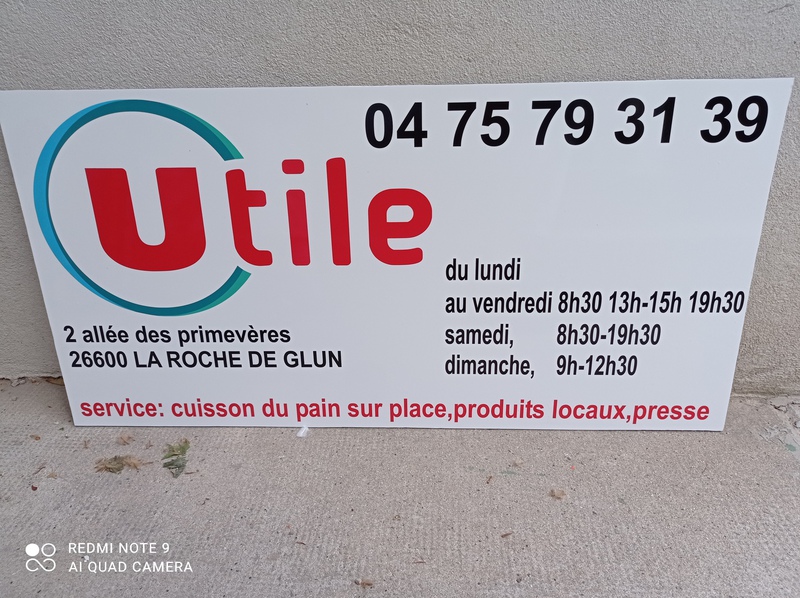 04 75 79 31 39
Utile
du lundi
au vendredi 8h30 13h-15h 19h30
samedi, 8h30-19h30
dimanche, 9h-12h30
2 allée des primevères
26600 LA ROCHE DE GLUN
service: cuisson du pain sur place,produits locaux,presse
REDMI NOTE 9
AI QUAD CAMERA